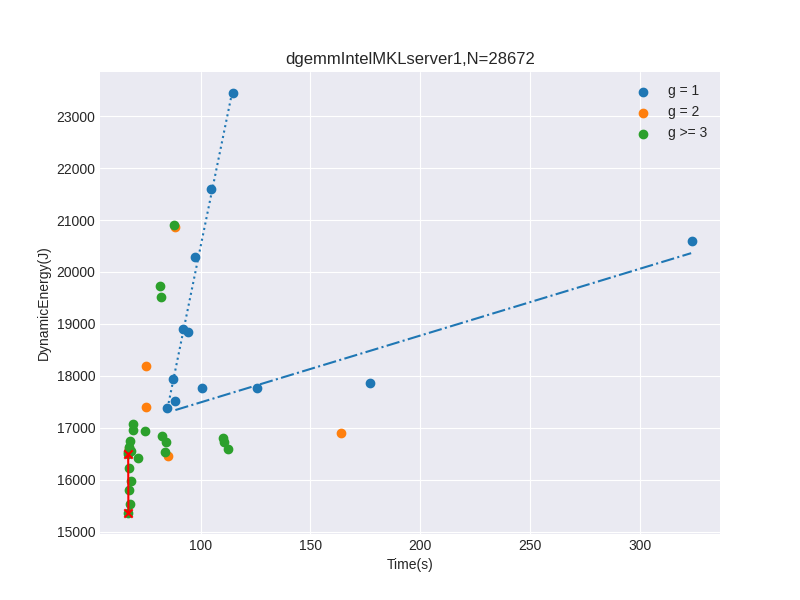 dgemmIntelMKLserver1,N=28672
g = 1
g = 2
g >= 3
DynamicEnergy(J)
23000
22000
21000
20000
19000
18000
17000
16000
15000
100 150 200 250 300
Time(s)